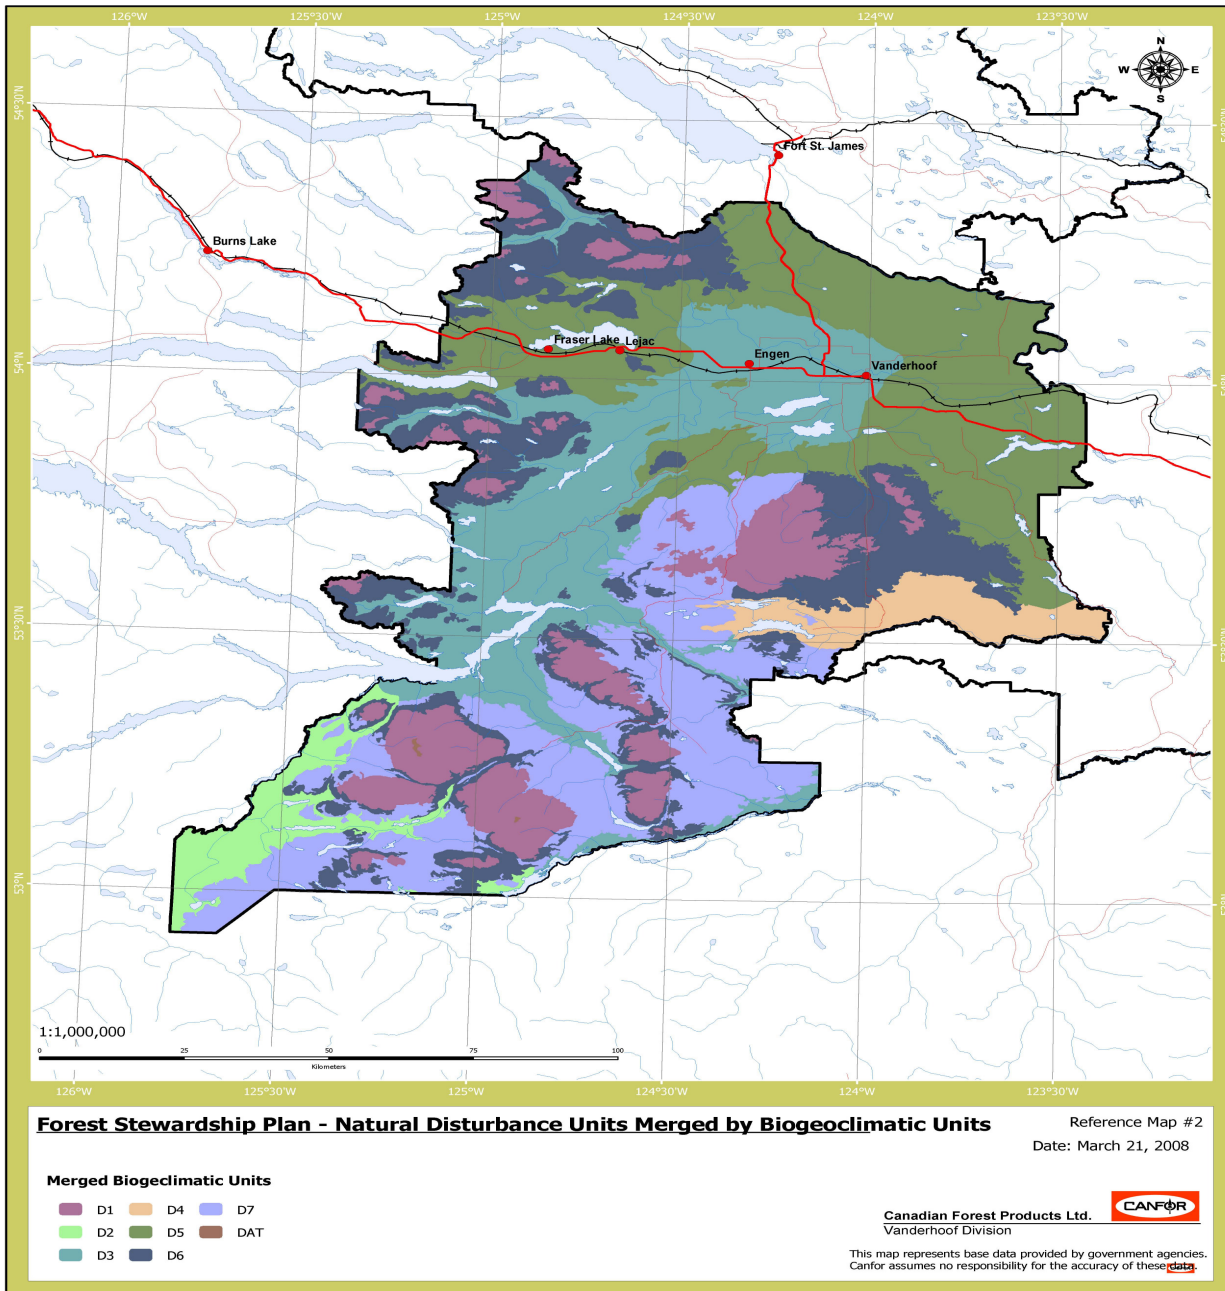 126°W 125°30'W 125°W 124°30'W 124°W 123°30'W
N
W E
S
54°30'N
Fort St. James
Burns Lake
54°N
Fraser Lake Lejac
Engen
Vanderhoof
53°30'N
53°N
1:1,000,000
0 25 50 75 100
Kilometers
126°W 125°30'W 125°W 124°30'W 124°W 123°30'W
Forest Stewardship Plan - Natural Disturbance Units Merged by Biogeoclimatic Units
Reference Map #2
Date: March 21, 2008
Merged Biogeclimatic Units
D1 D4 D7
D2 D5 DAT
D3 D6
CANFOR
Canadian Forest Products Ltd.
Vanderhoof Division
This map represents base data provided by government agencies.
Canfor assumes no responsibility for the accuracy of these data.